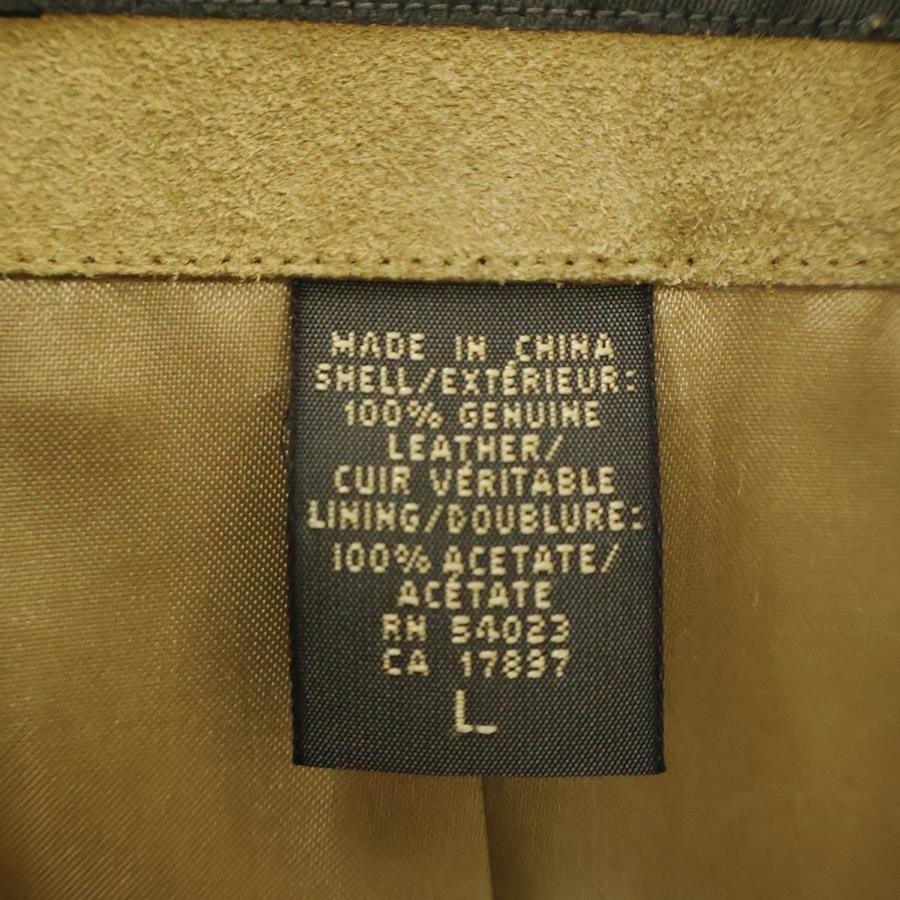 MADE IN CHINA
SHELL/EXTÉRIEUR:
100% GENUINE
LEATHER/
CUIR VÉRITABLE
LINING/DOUBLURE:
100% ACETATE/
ACÉTATE
RN 54023
CA 17897
L